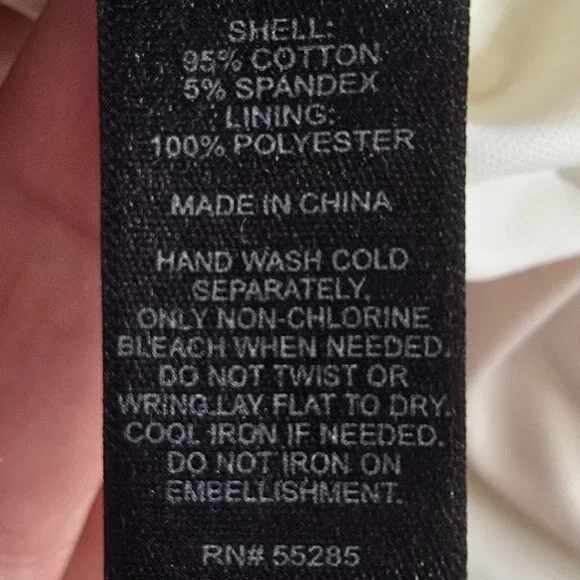 SHELL:
95% COTTON
5% SPANDEX
LINING:
100% POLYESTER
MADE IN CHINA
HAND WASH COLD
SEPARATELY.
ONLY NON-CHLORINE
BLEACH WHEN NEEDED.
DO NOT TWIST OR
WRING.LAY FLAT TO DRY.
COOL IRON IF NEEDED.
DO NOT IRON ON
EMBELLISHMENT.
RN# 55285